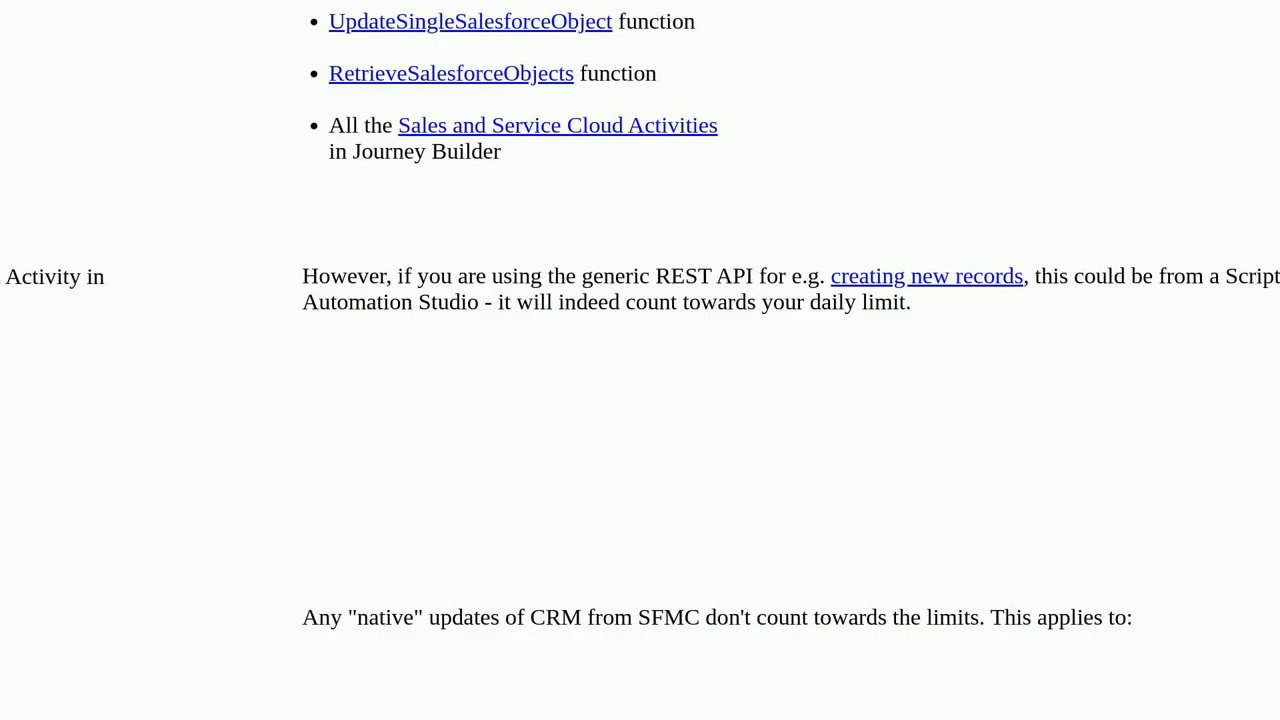 UpdateSingleSalesforceObject function
RetrieveSalesforceObjects function
All the Sales and Service Cloud Activities
in Journey Builder
Activity in
However, if you are using the generic REST API for e.g. creating new records, this could be from a Script
Automation Studio - it will indeed count towards your daily limit.
Any "native" updates of CRM from SFMC don't count towards the limits. This applies to: